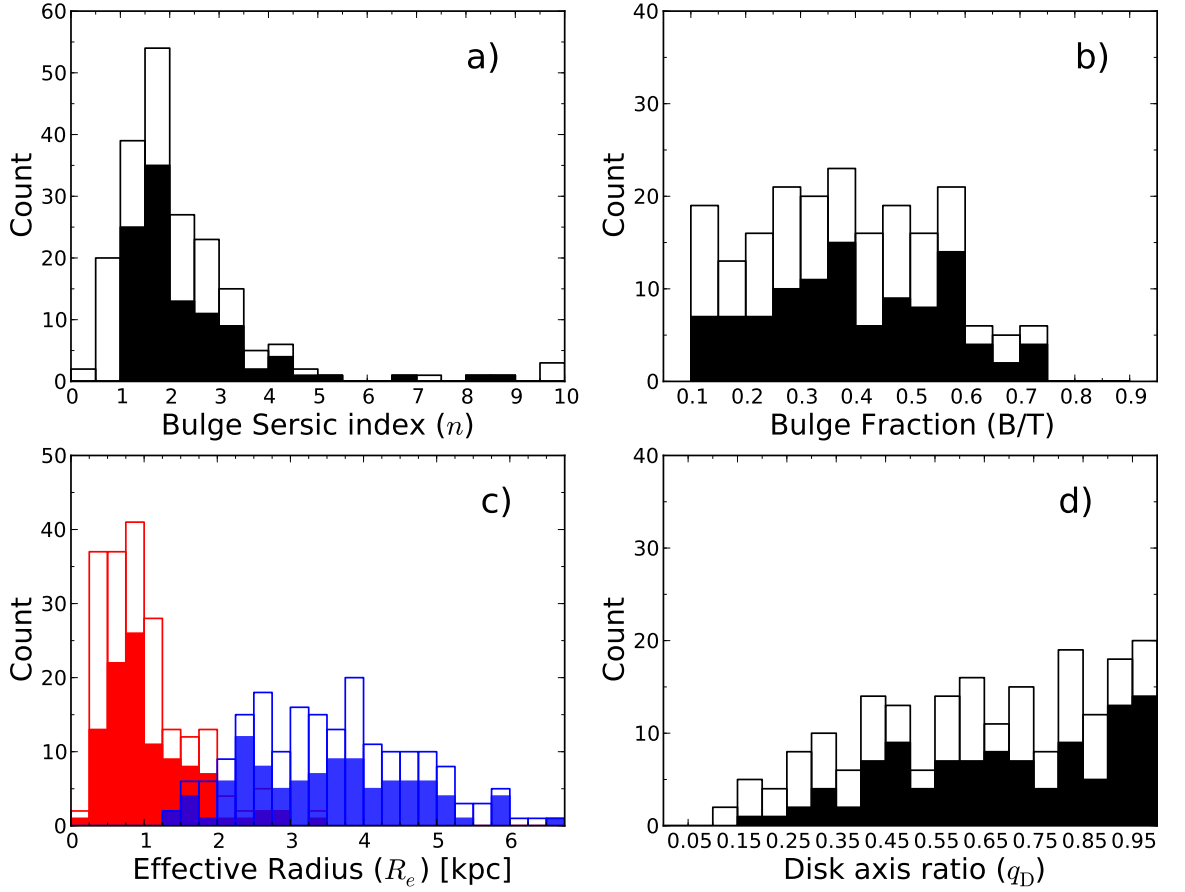 60
50
40
30
20
10
0
Count
a)
0 1 2 3 4 5 6 7 8 9 10
Bulge Sersic index (n)
40
30
20
10
0
Count
b)
0.1 0.2 0.3 0.4 0.5 0.6 0.7 0.8 0.9
Bulge Fraction (B/T)
50
40
30
20
10
0
Count
c)
0 1 2 3 4 5 6
Effective Radius (Re) [kpc]
40
30
20
10
0
Count
d)
0.05 0.15 0.25 0.35 0.45 0.55 0.65 0.75 0.85 0.95
Disk axis ratio (qD)